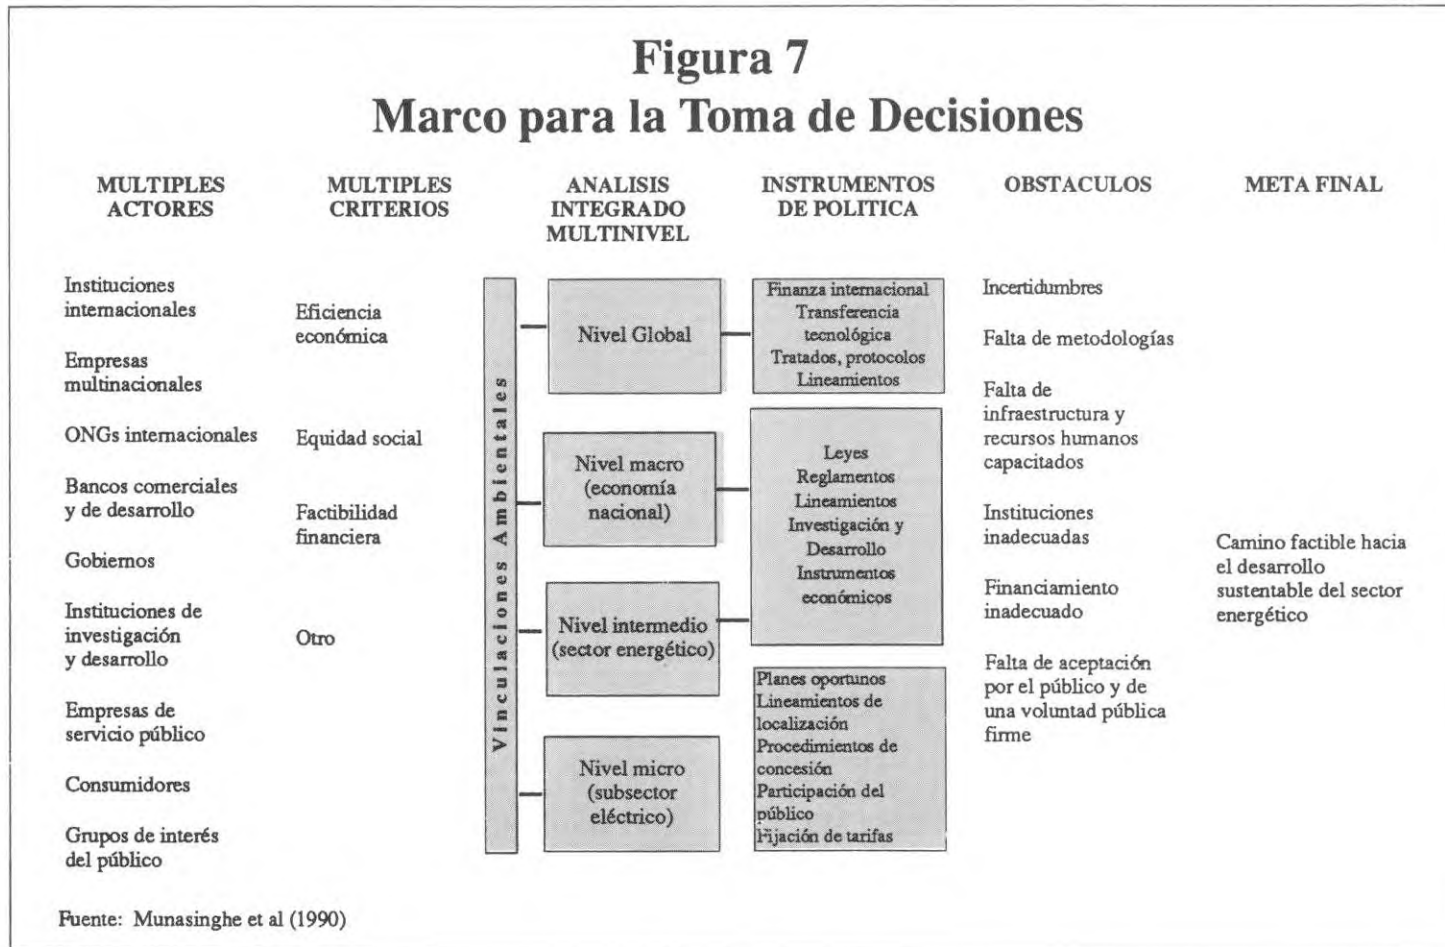 Figura 7
Marco para la Toma de Decisiones
MULTIPLES
ACTORES
Instituciones
internacionales
Empresas
multinacionales
ONGs internacionales
Bancos comerciales
y de desarrollo
Gobiernos
Instituciones de
investigación
y desarrollo
Empresas de
servicio público
Consumidores
Grupos de interés
del público
MULTIPLES
CRITERIOS
Eficiencia
económica
Equidad social
Factibilidad
financiera
Otro
ANALISIS
INTEGRADO
MULTINIVEL
Vinculaciones Ambientales
Nivel Global
Nivel macro
(economía
nacional)
Nivel intermedio
(sector energético)
Nivel micro
(subsector
eléctrico)
INSTRUMENTOS
DE POLITICA
Finanza internacional
Transferencia
tecnológica
Tratados, protocolos
Lineamientos
Leyes
Reglamentos
Lineamientos
Investigación y
Desarrollo
Instrumentos
económicos
Planes oportunos
Lineamientos de
localización
Procedimientos de
concesión
Participación del
público
Fijación de tarifas
OBSTACULOS
Incertidumbres
Falta de metodologías
Falta de
infraestructura y
recursos humanos
capacitados
Instituciones
inadecuadas
Financiamiento
inadecuado
Falta de aceptación
por el público y de
una voluntad pública
firme
META FINAL
Camino factible hacia
el desarrollo
sustentable del sector
energético
Fuente: Munasinghe et al (1990)